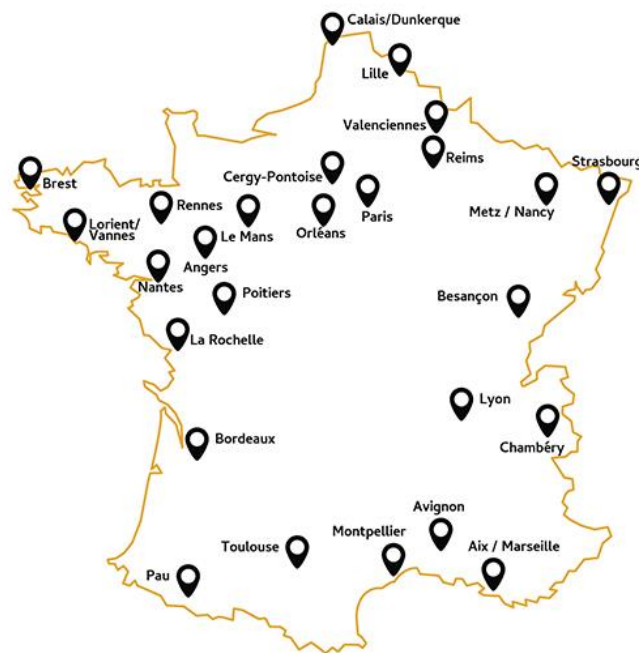 Calais/Dunkerque
Lille
Valenciennes
Reims
Strasbourg
Cergy-Pontoise
Brest
Paris
Metz / Nancy
Rennes
Orléans
Lorient/
Vannes
Le Mans
Angers
Nantes
Poitiers
Besançon
La Rochelle
Lyon
Bordeaux
Chambéry
Avignon
Montpellier
Toulouse
Aix / Marseille
Pau